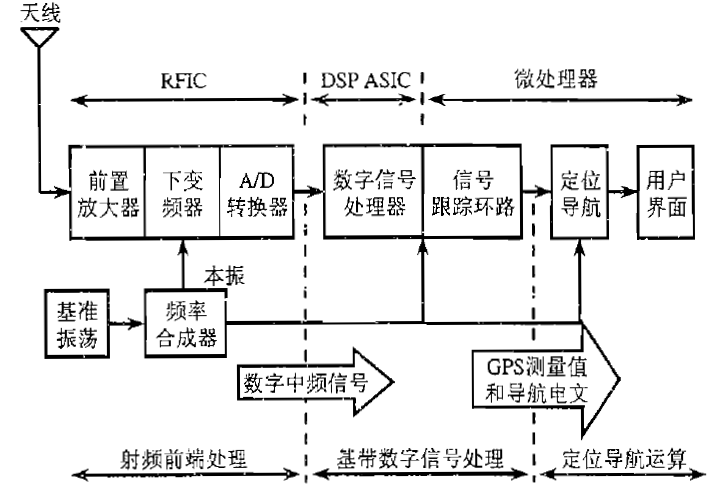 天线
RFIC
DSP ASIC
微处理器
前置
放大器
下变
频器
A/D
转换器
数字信号
处理器
信号
跟踪环路
定位
导航
用户
界面
本振
基准
振荡
频率
合成器
数字中频信号
GPS测量值
和导航电文
射频前端处理
基带数字信号处理
定位导航运算